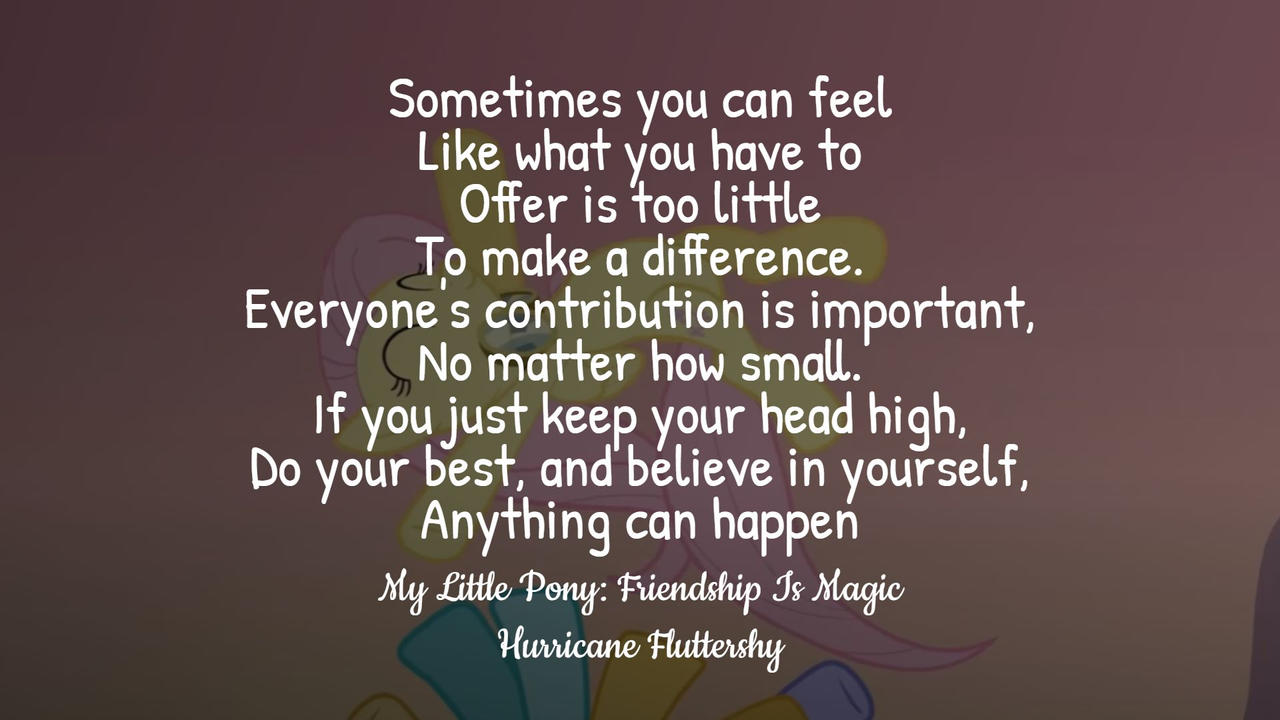 Sometimes you can feel
Like what you have to
Offer is too little
To make a difference.
Everyone's contribution is important,
No matter how small.
If you just keep your head high,
Do your best, and believe in yourself,
Anything can happen
My Little Pony: Friendship Is Magic
Hurricane Fluttershy